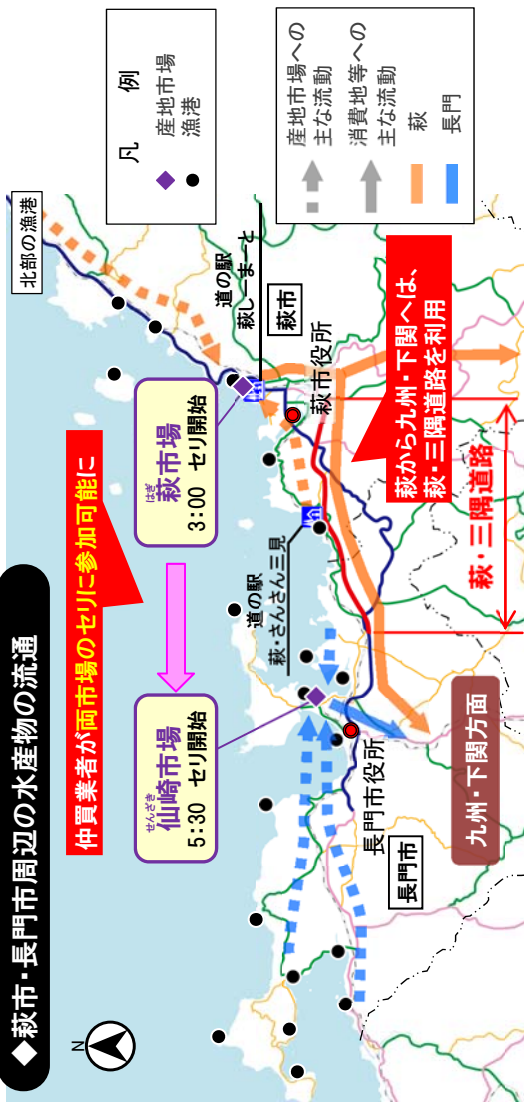 ◆萩市・長門市周辺の水産物の流通
N
仲買業者が両市場のセリに参加可能に
せんざき
仙崎市場
5:30 セリ開始
はぎ
萩市場
3:00 セリ開始
北部の漁港
凡 例
産地市場
漁港
産地市場への
主な流動
消費地等への
主な流動
萩
長門
道の駅
萩しーまーと
萩市
萩市役所
道の駅
萩・さんさん三見
長門市役所
長門市
萩から九州・下関へは、
萩・三隅道路を利用
萩・三隅道路
九州・下関方面